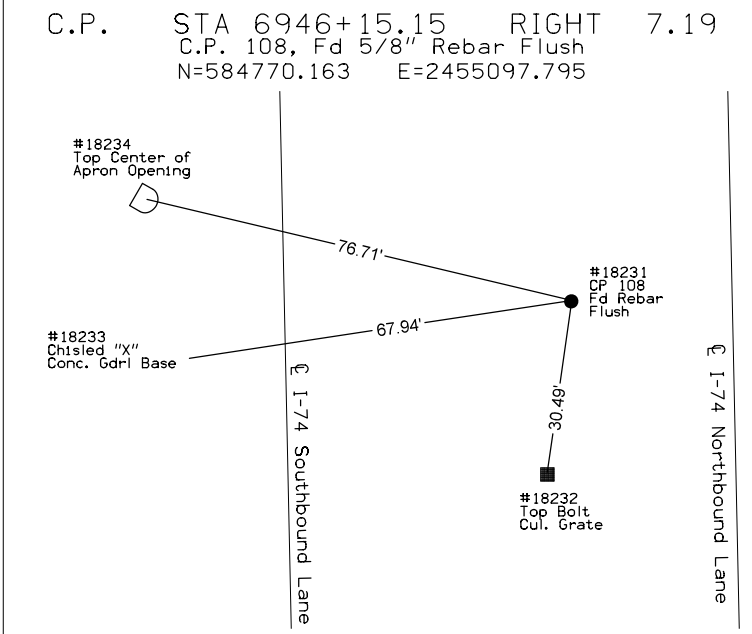 C.P. STA 6946+15.15 RIGHT 7.19
C.P. 108, Fd 5/8" Rebar Flush
N=584770.163 E=2455097.795
#18234
Top Center of
Apron Opening
76.71'
#18231
CP 108
Fd Rebar
Flush
67.94'
#18233
Chisled "X"
Conc. Gdrl Base
30.49'
#18232
Top Bolt
Cul. Grate
℄ I-74 Southbound Lane
℄ I-74 Northbound Lane